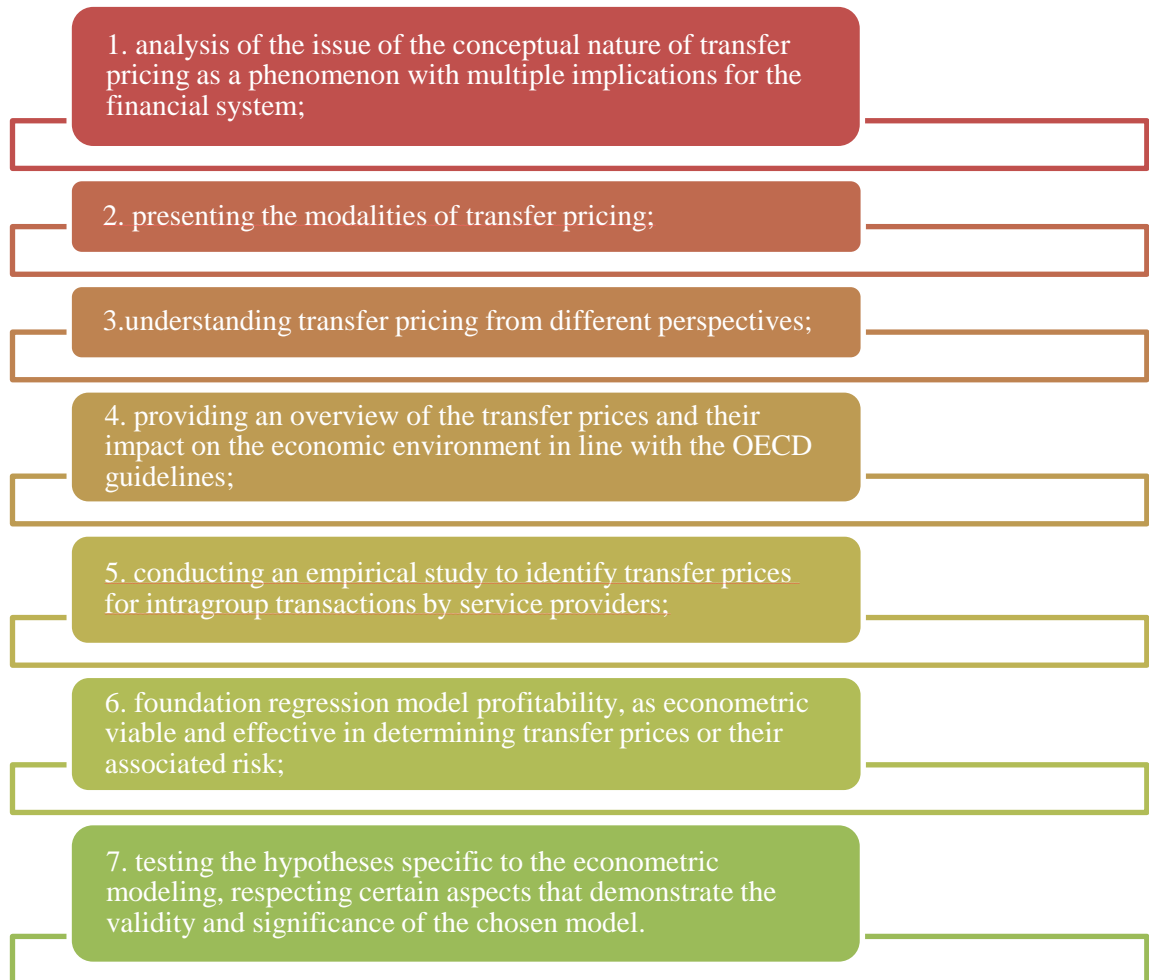 1. analysis of the issue of the conceptual nature of transfer
pricing as a phenomenon with multiple implications for the
financial system;
2. presenting the modalities of transfer pricing;
3.understanding transfer pricing from different perspectives;
4. providing an overview of the transfer prices and their
impact on the economic environment in line with the OECD
guidelines;
5. conducting an empirical study to identify transfer prices
for intragroup transactions by service providers;
6. foundation regression model profitability, as econometric
viable and effective in determining transfer prices or their
associated risk;
7. testing the hypotheses specific to the econometric
modeling, respecting certain aspects that demonstrate the
validity and significance of the chosen model.